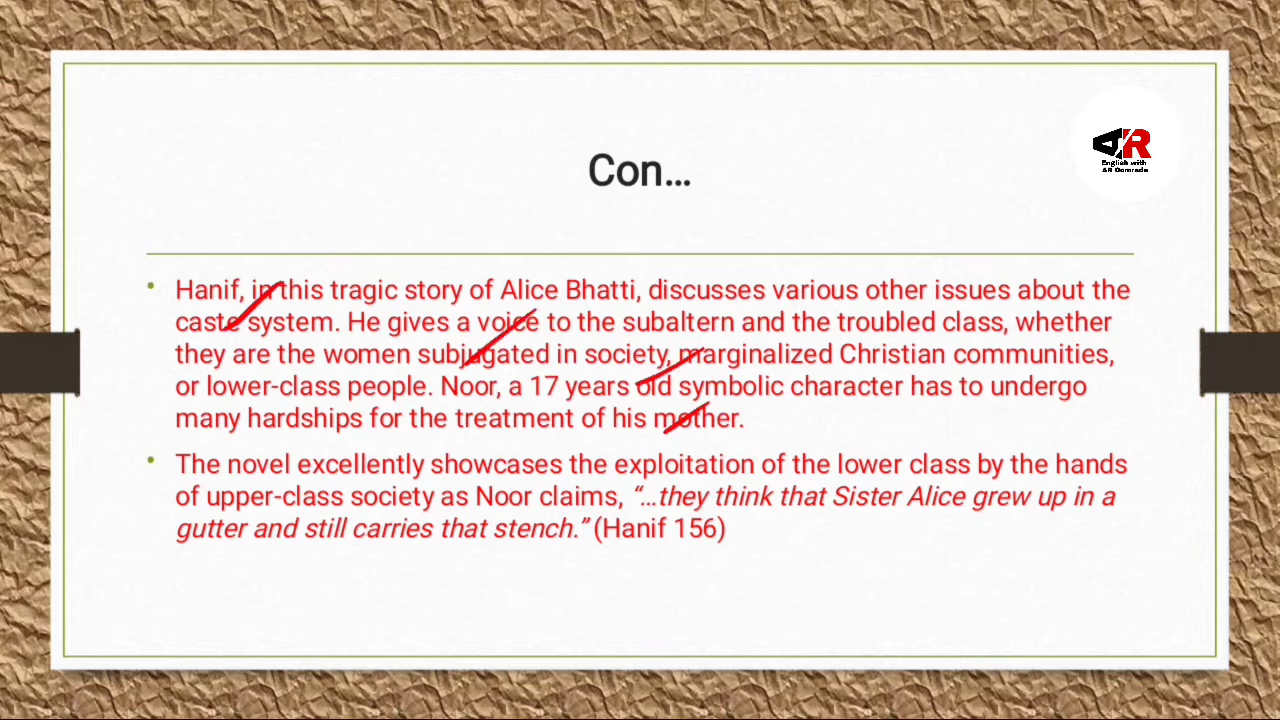 AR
English with
AR Comrade
Con…
Hanif, in this tragic story of Alice Bhatti, discusses various other issues about the
caste system. He gives a voice to the subaltern and the troubled class, whether
they are the women subjugated in society, marginalized Christian communities,
or lower-class people. Noor, a 17 years old symbolic character has to undergo
many hardships for the treatment of his mother.
The novel excellently showcases the exploitation of the lower class by the hands
of upper-class society as Noor claims, “…they think that Sister Alice grew up in a
gutter and still carries that stench.” (Hanif 156)